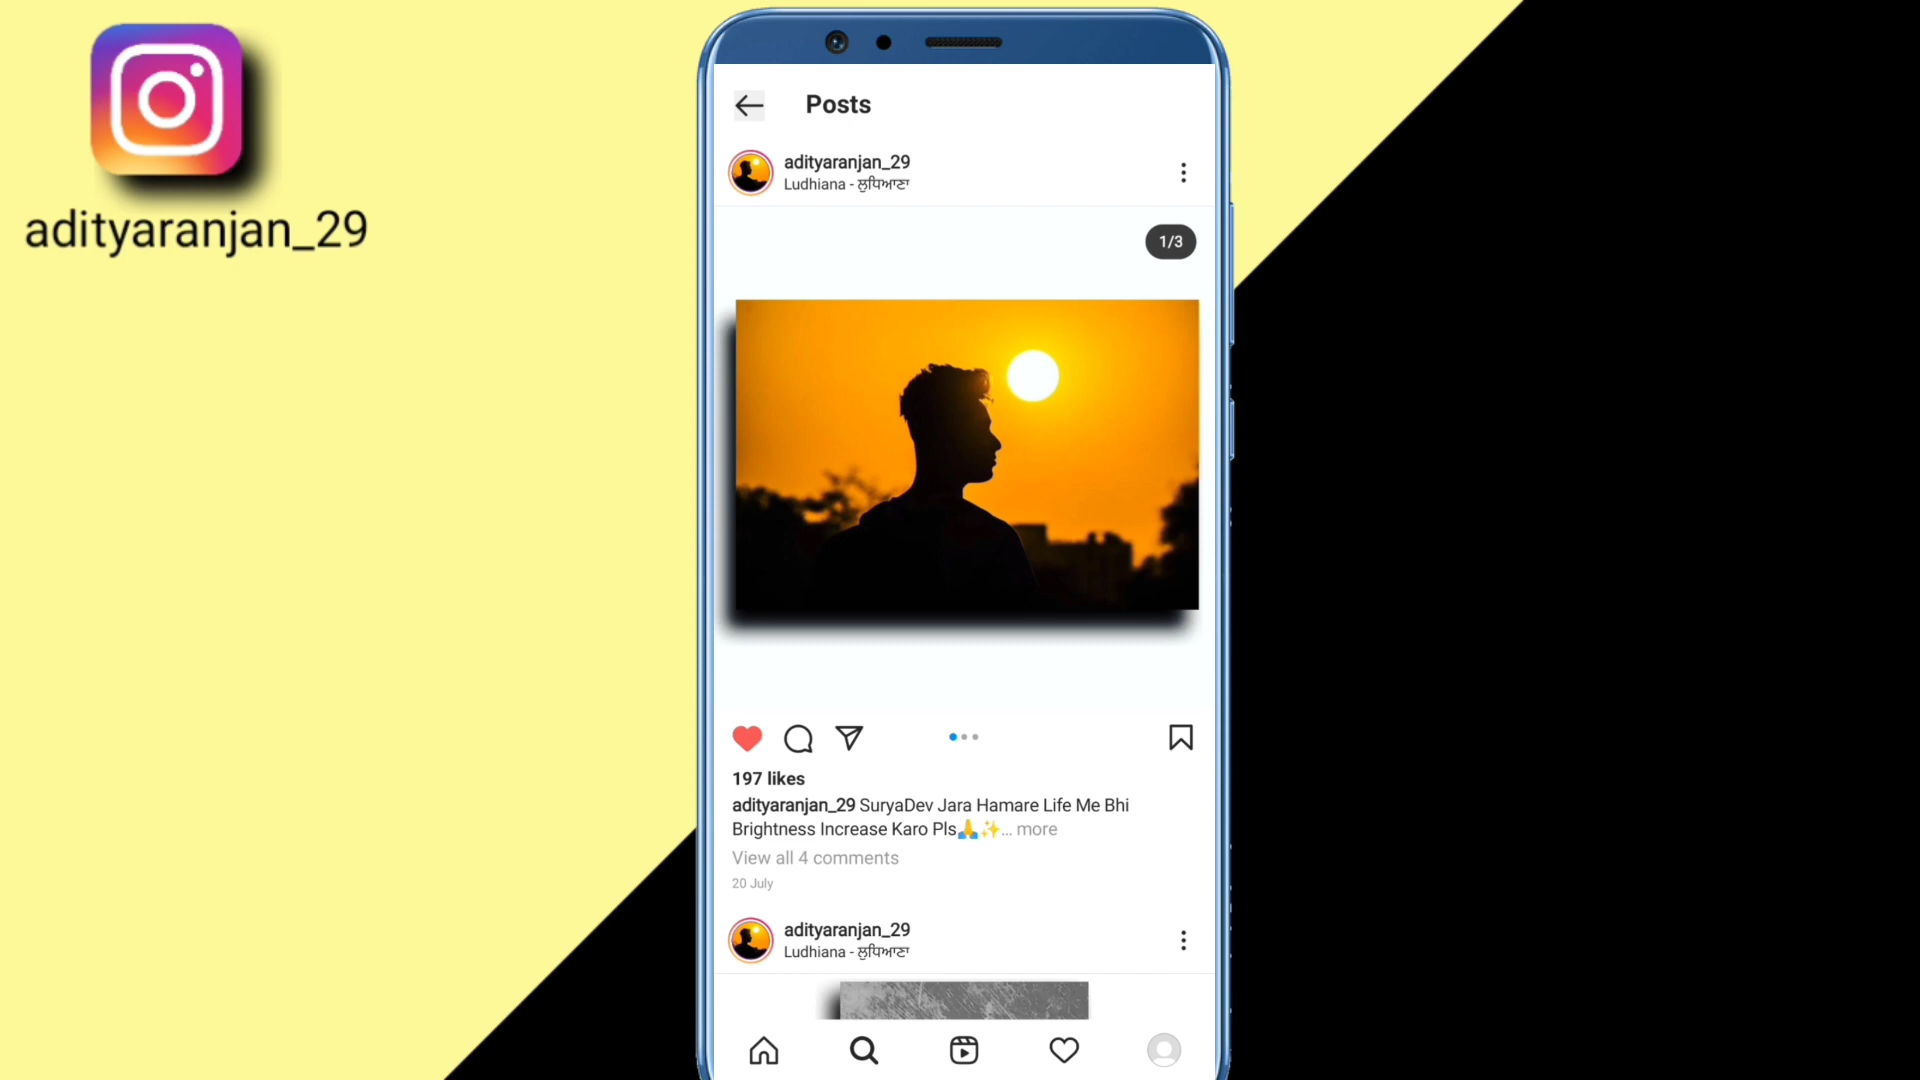 adityaranjan_29
Posts
adityaranjan_29
Ludhiana - ਲੁਧਿਆਣਾ
1/3
197 likes
adityaranjan_29 SuryaDev Jara Hamare Life Me Bhi
Brightness Increase Karo Pls🙏✨... more
View all 4 comments
20 July
adityaranjan_29
Ludhiana - ਲੁਧਿਆਣਾ